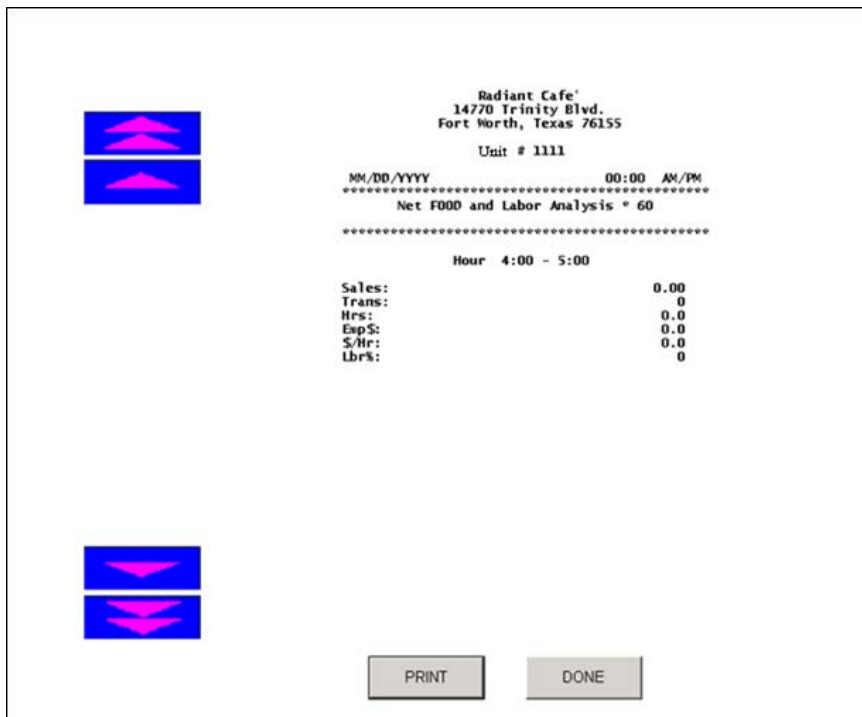 Radiant Cafe'
14770 Trinity Blvd.
Fort Worth, Texas 76155
Unit # 1111
MM/DD/YYYY 00:00 AM/PM
**********************************************
Net FOOD and Labor Analysis * 60
**********************************************
Hour 4:00 - 5:00
Sales: 0.00
Trans: 0
Hrs: 0.0
Emp$: 0.0
$/Hr: 0.0
Lbr%: 0
PRINT DONE